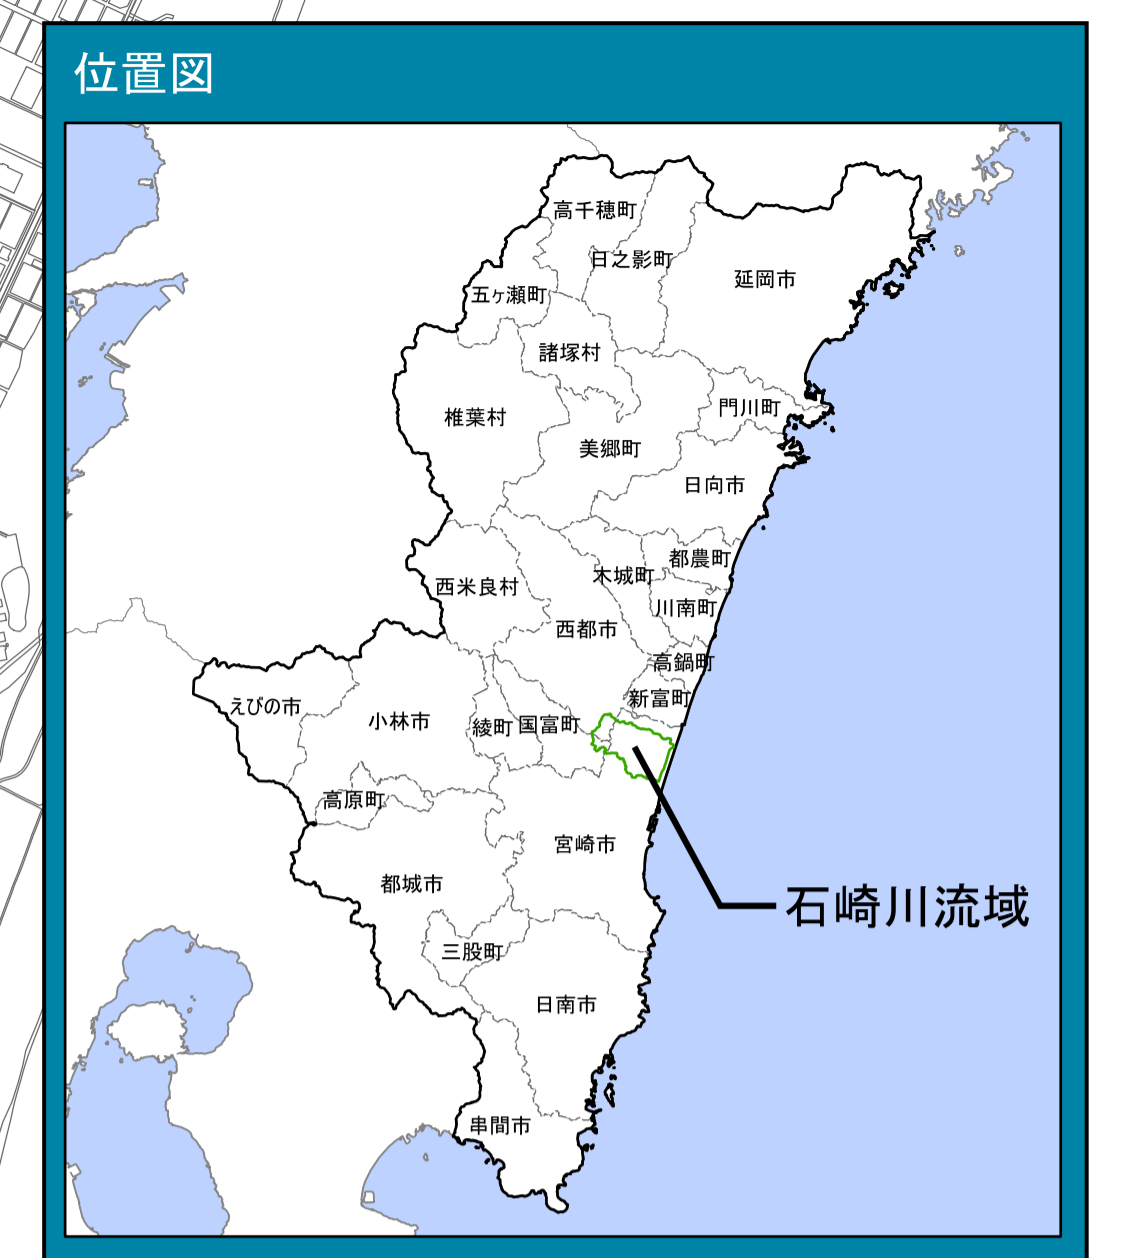 位置図
高千穂町
日之影町
延岡市
五ヶ瀬町
諸塚村
門川町
椎葉村
美郷町
日向市
都農町
木城町
西米良村
川南町
西都市
高鍋町
新富町
えびの市
小林市
綾町
国富町
高原町
宮崎市
都城市
石崎川流域
三股町
日南市
串間市